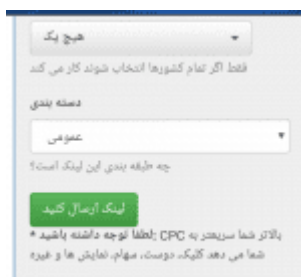 هیچ یک
فقط اگر تمام کشورها انتخاب شوند کار می کند
دسته بندی
عمومی
چه طبقه بندی این لینک است؟
لینک ارسال کنید
بالاتر شما سریعتر به CPC ;لطفا توجه داشته باشید *
شما می دهد کلیک، دوست، سهام، نمایش ها و غیره